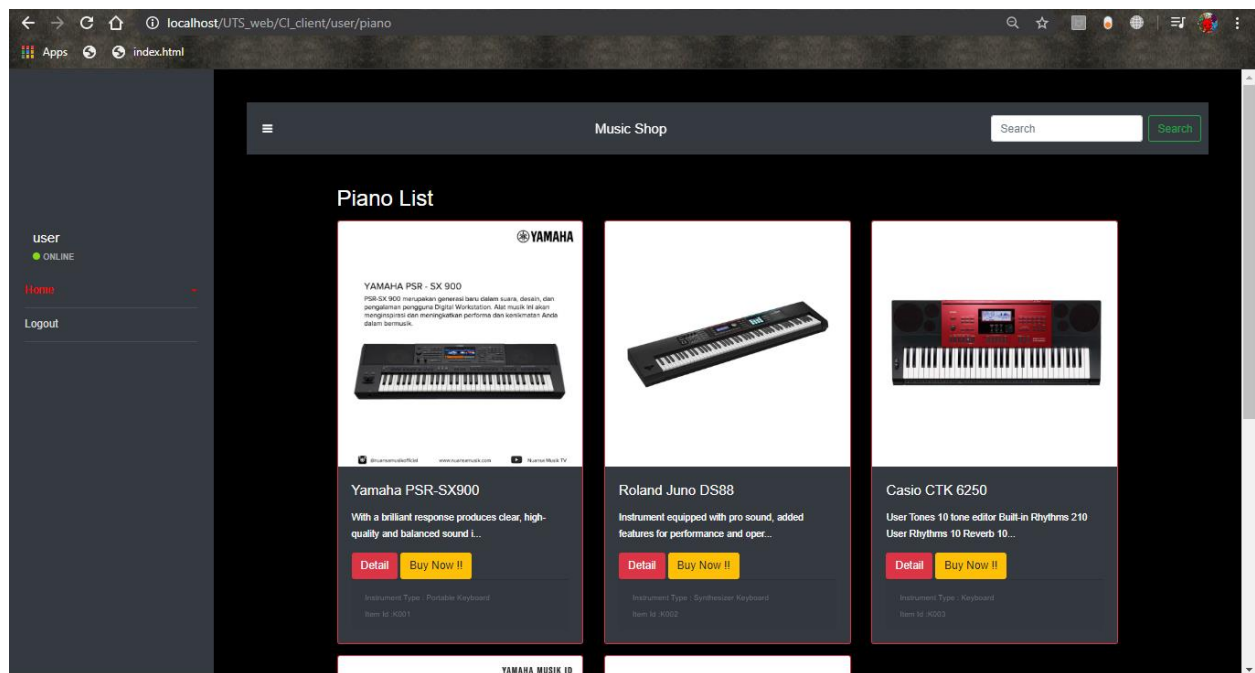 localhost/UTS_web/CI_client/user/piano
Apps
index.html
Music Shop
Search
Search
user
ONLINE
Home
Logout
Piano List
YAMAHA
YAMAHA PSR - SX 900
PSR-SX 900 merupakan generasi baru dalam suara, desain, dan
pengalaman pengguna Digital Workstation. Alat musik ini akan
menginspirasi dan meningkatkan performa dan kenikmatan Anda
dalam bermusik.
www.nuansamusik.com
Nuansa Musik TV
Yamaha PSR-SX900
With a brilliant response produces clear, high-
quality and balanced sound i...
Detail
Buy Now !!
Instrument Type : Portable Keyboard
Item Id :K001
Roland Juno DS88
Instrument equipped with pro sound, added
features for performance and oper...
Detail
Buy Now !!
Instrument Type : Synthesizer Keyboard
Item Id :K002
Casio CTK 6250
User Tones 10 tone editor Built-in Rhythms 210
User Rhythms 10 Reverb 10...
Detail
Buy Now !!
Instrument Type : Keyboard
Item Id :K003
YAMAHA MUSIK ID